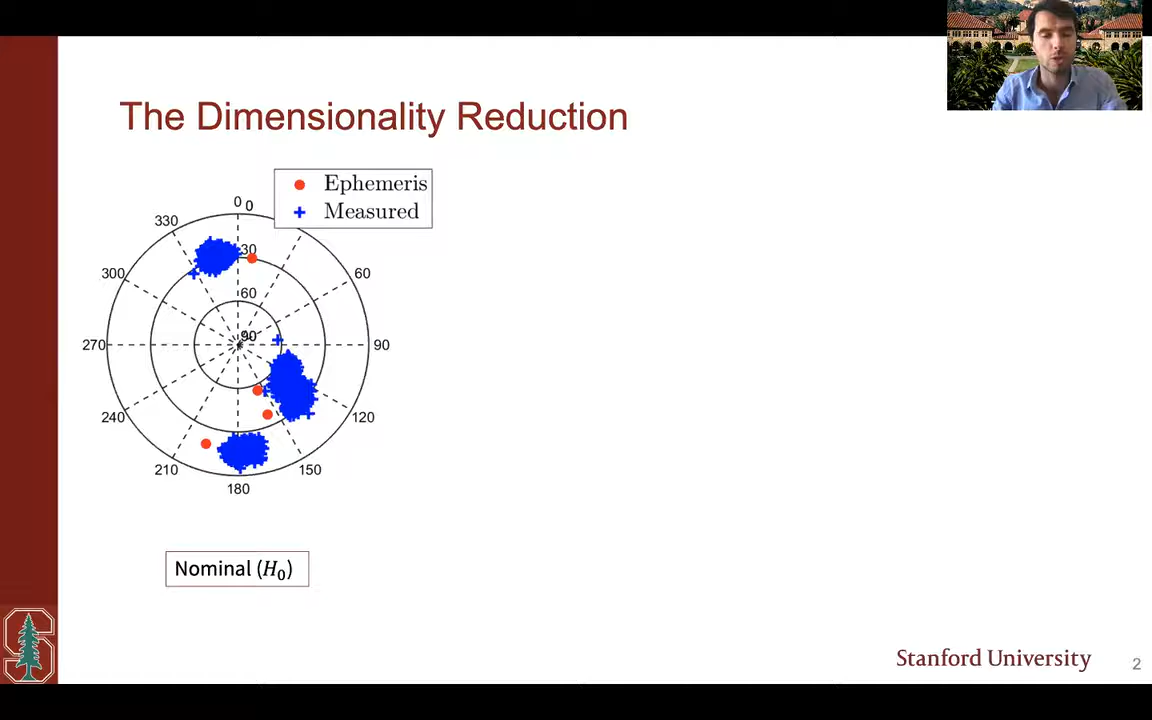 The Dimensionality Reduction
Ephemeris
Measured
0
0
330
30
300
60
60
270
90
90
240
120
210
150
180
Nominal (H₀)
Stanford University
2
S